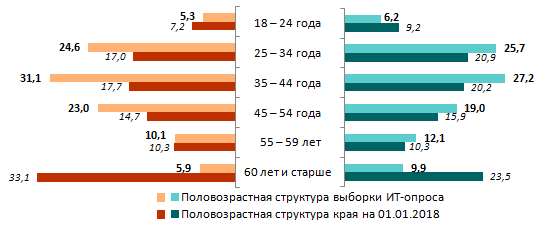 5,3 18 – 24 года 6,2
7,2 9,2
24,6 25 – 34 года 25,7
17,0 20,9
31,1 35 – 44 года 27,2
17,7 20,2
23,0 45 – 54 года 19,0
14,7 15,9
10,1 55 – 59 лет 12,1
10,3 10,3
5,9 60 лет и старше 9,9
33,1 23,5
Половозрастная структура выборки ИТ-опроса
Половозрастная структура края на 01.01.2018